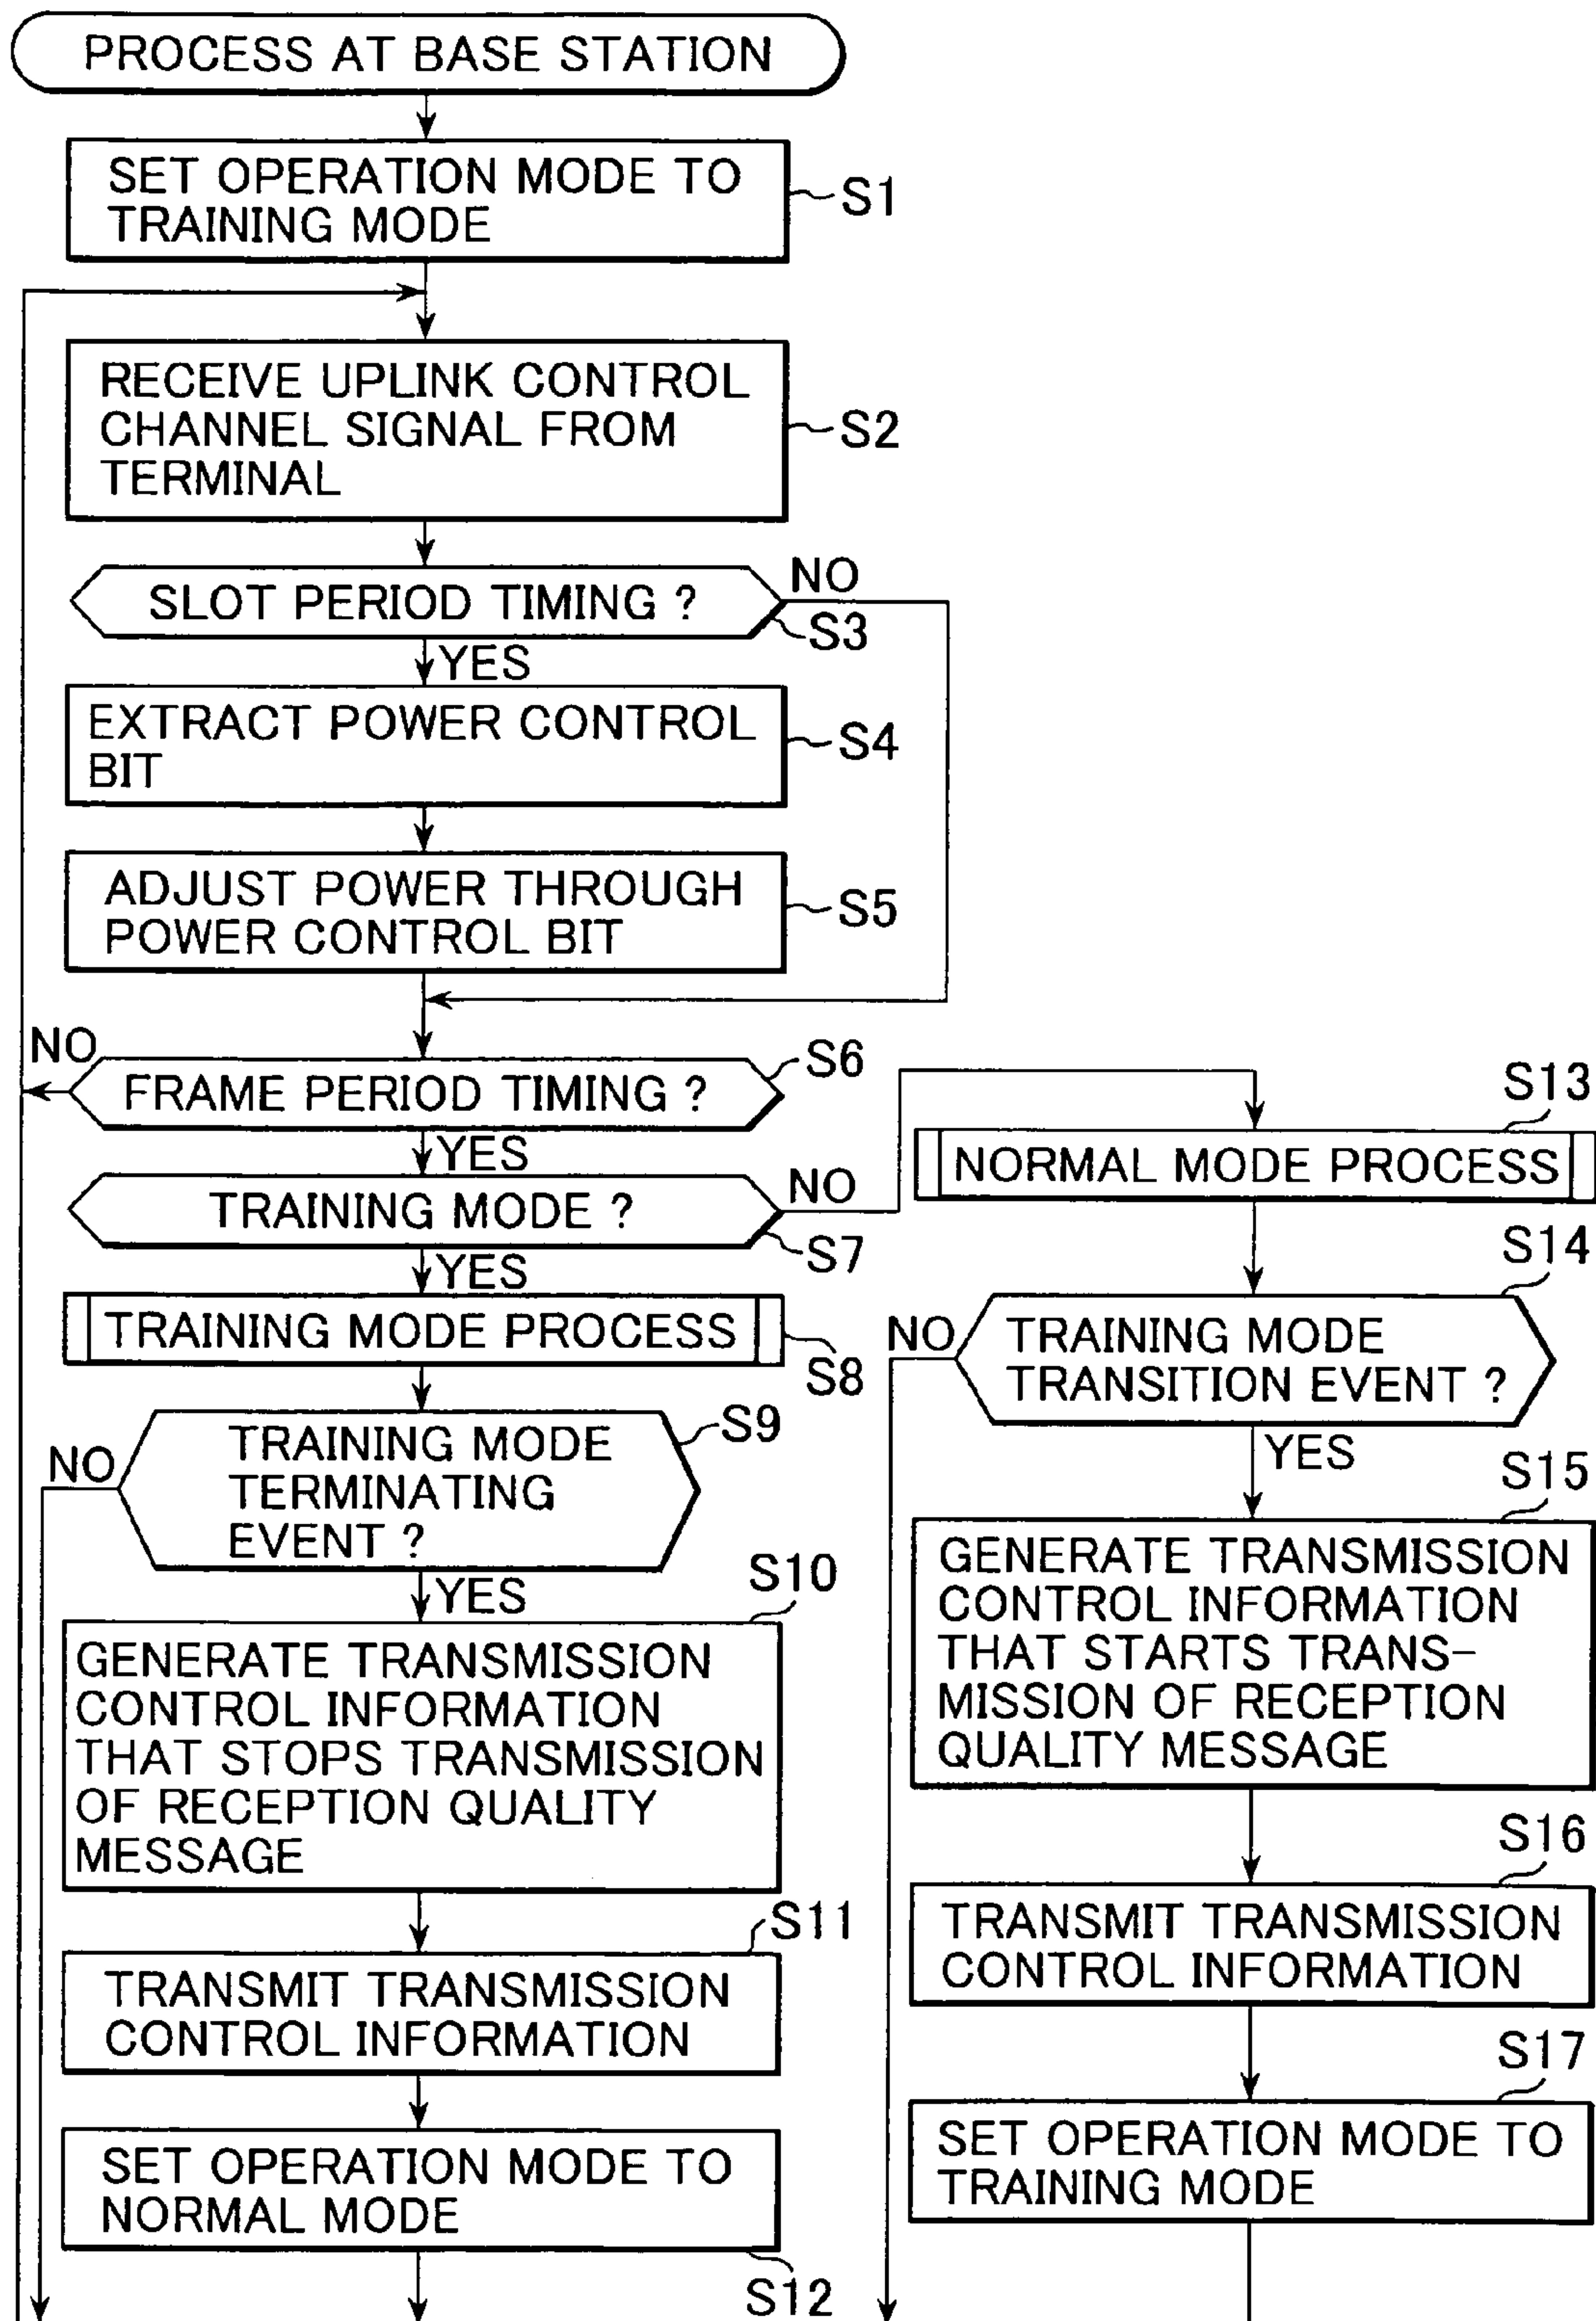 PROCESS AT BASE STATION
SET OPERATION MODE TO
TRAINING MODE
S1
RECEIVE UPLINK CONTROL
CHANNEL SIGNAL FROM
TERMINAL
S2
SLOT PERIOD TIMING ?
NO
S3
YES
EXTRACT POWER CONTROL
BIT
S4
ADJUST POWER THROUGH
POWER CONTROL BIT
S5
NO
FRAME PERIOD TIMING ?
S6
YES
TRAINING MODE ?
NO
S7
YES
TRAINING MODE PROCESS
S8
NO
TRAINING MODE
TERMINATING
EVENT ?
S9
YES
S10
GENERATE TRANSMISSION
CONTROL INFORMATION
THAT STOPS TRANSMISSION
OF RECEPTION QUALITY
MESSAGE
S11
TRANSMIT TRANSMISSION
CONTROL INFORMATION
SET OPERATION MODE TO
NORMAL MODE
S12
S13
NORMAL MODE PROCESS
S14
NO
TRAINING MODE
TRANSITION EVENT ?
YES
S15
GENERATE TRANSMISSION
CONTROL INFORMATION
THAT STARTS TRANS-
MISSION OF RECEPTION
QUALITY MESSAGE
S16
TRANSMIT TRANSMISSION
CONTROL INFORMATION
S17
SET OPERATION MODE TO
TRAINING MODE